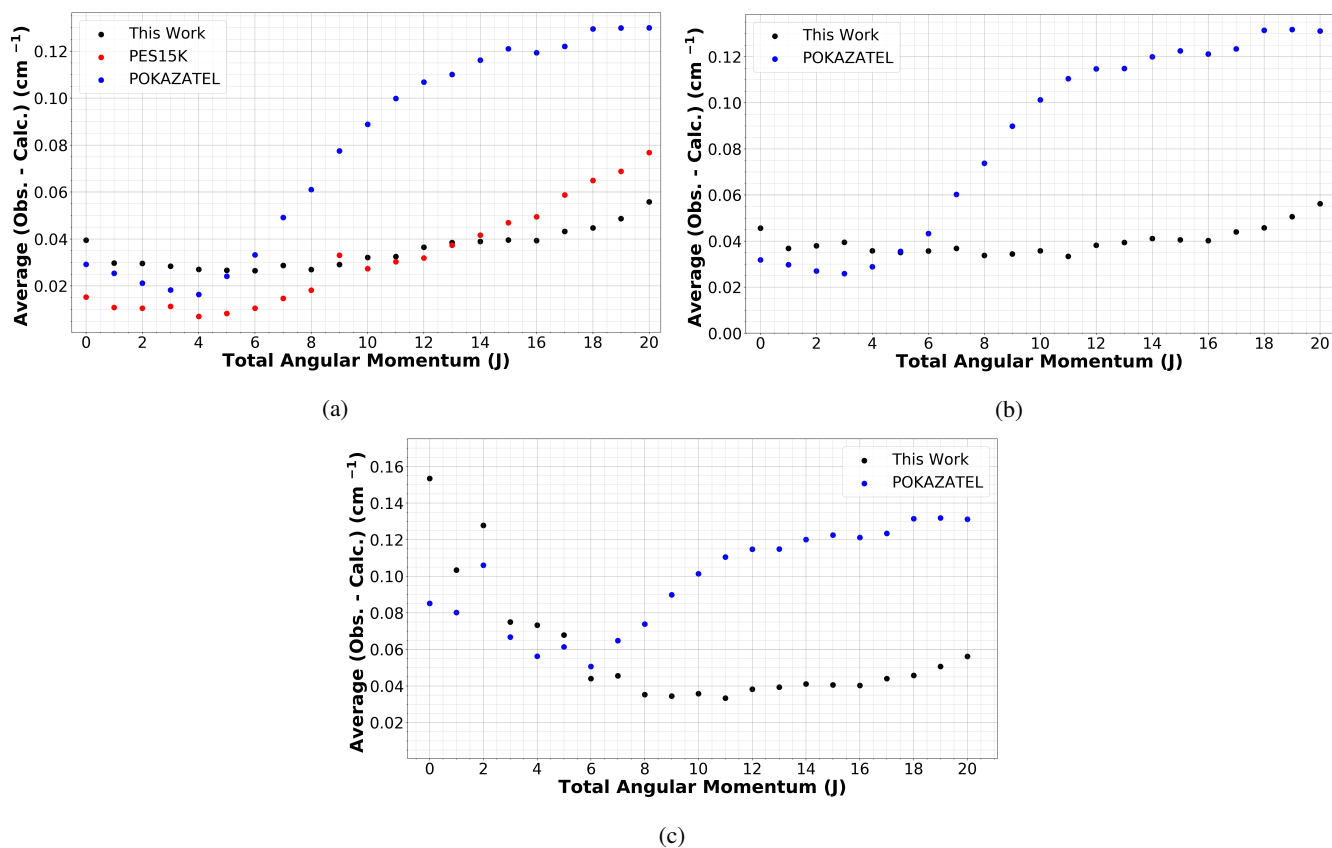 Average (Obs. - Calc.) (cm ⁻¹)
0.12
0.10
0.08
0.06
0.04
0.02
This Work
PES15K
POKAZATEL
0 2 4 6 8 10 12 14 16 18 20
Total Angular Momentum (J)
(a)
Average (Obs. - Calc.) (cm ⁻¹)
0.12
0.10
0.08
0.06
0.04
0.02
0.00
This Work
POKAZATEL
0 2 4 6 8 10 12 14 16 18 20
Total Angular Momentum (J)
(b)
Average (Obs. - Calc.) (cm ⁻¹)
0.16
0.14
0.12
0.10
0.08
0.06
0.04
0.02
This Work
POKAZATEL
0 2 4 6 8 10 12 14 16 18 20
Total Angular Momentum (J)
(c)